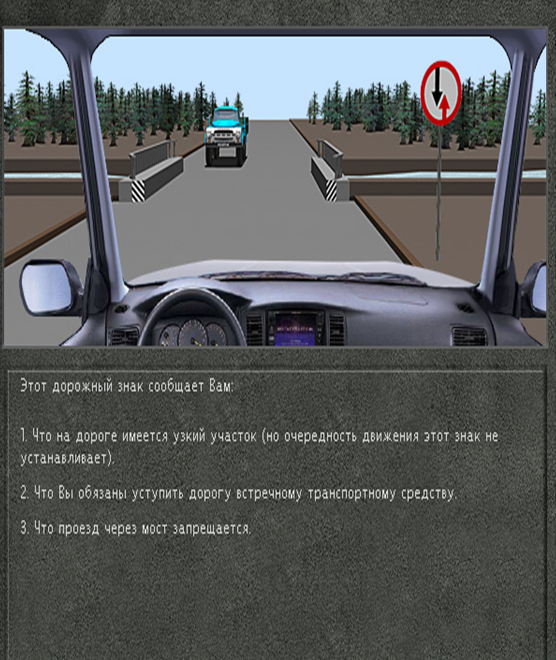 Этот дорожный знак сообщает Вам:
1. Что на дороге имеется узкий участок (но очередность движения этот знак не
устанавливает).
2. Что Вы обязаны уступить дорогу встречному транспортному средству.
3. Что проезд через мост запрещается.